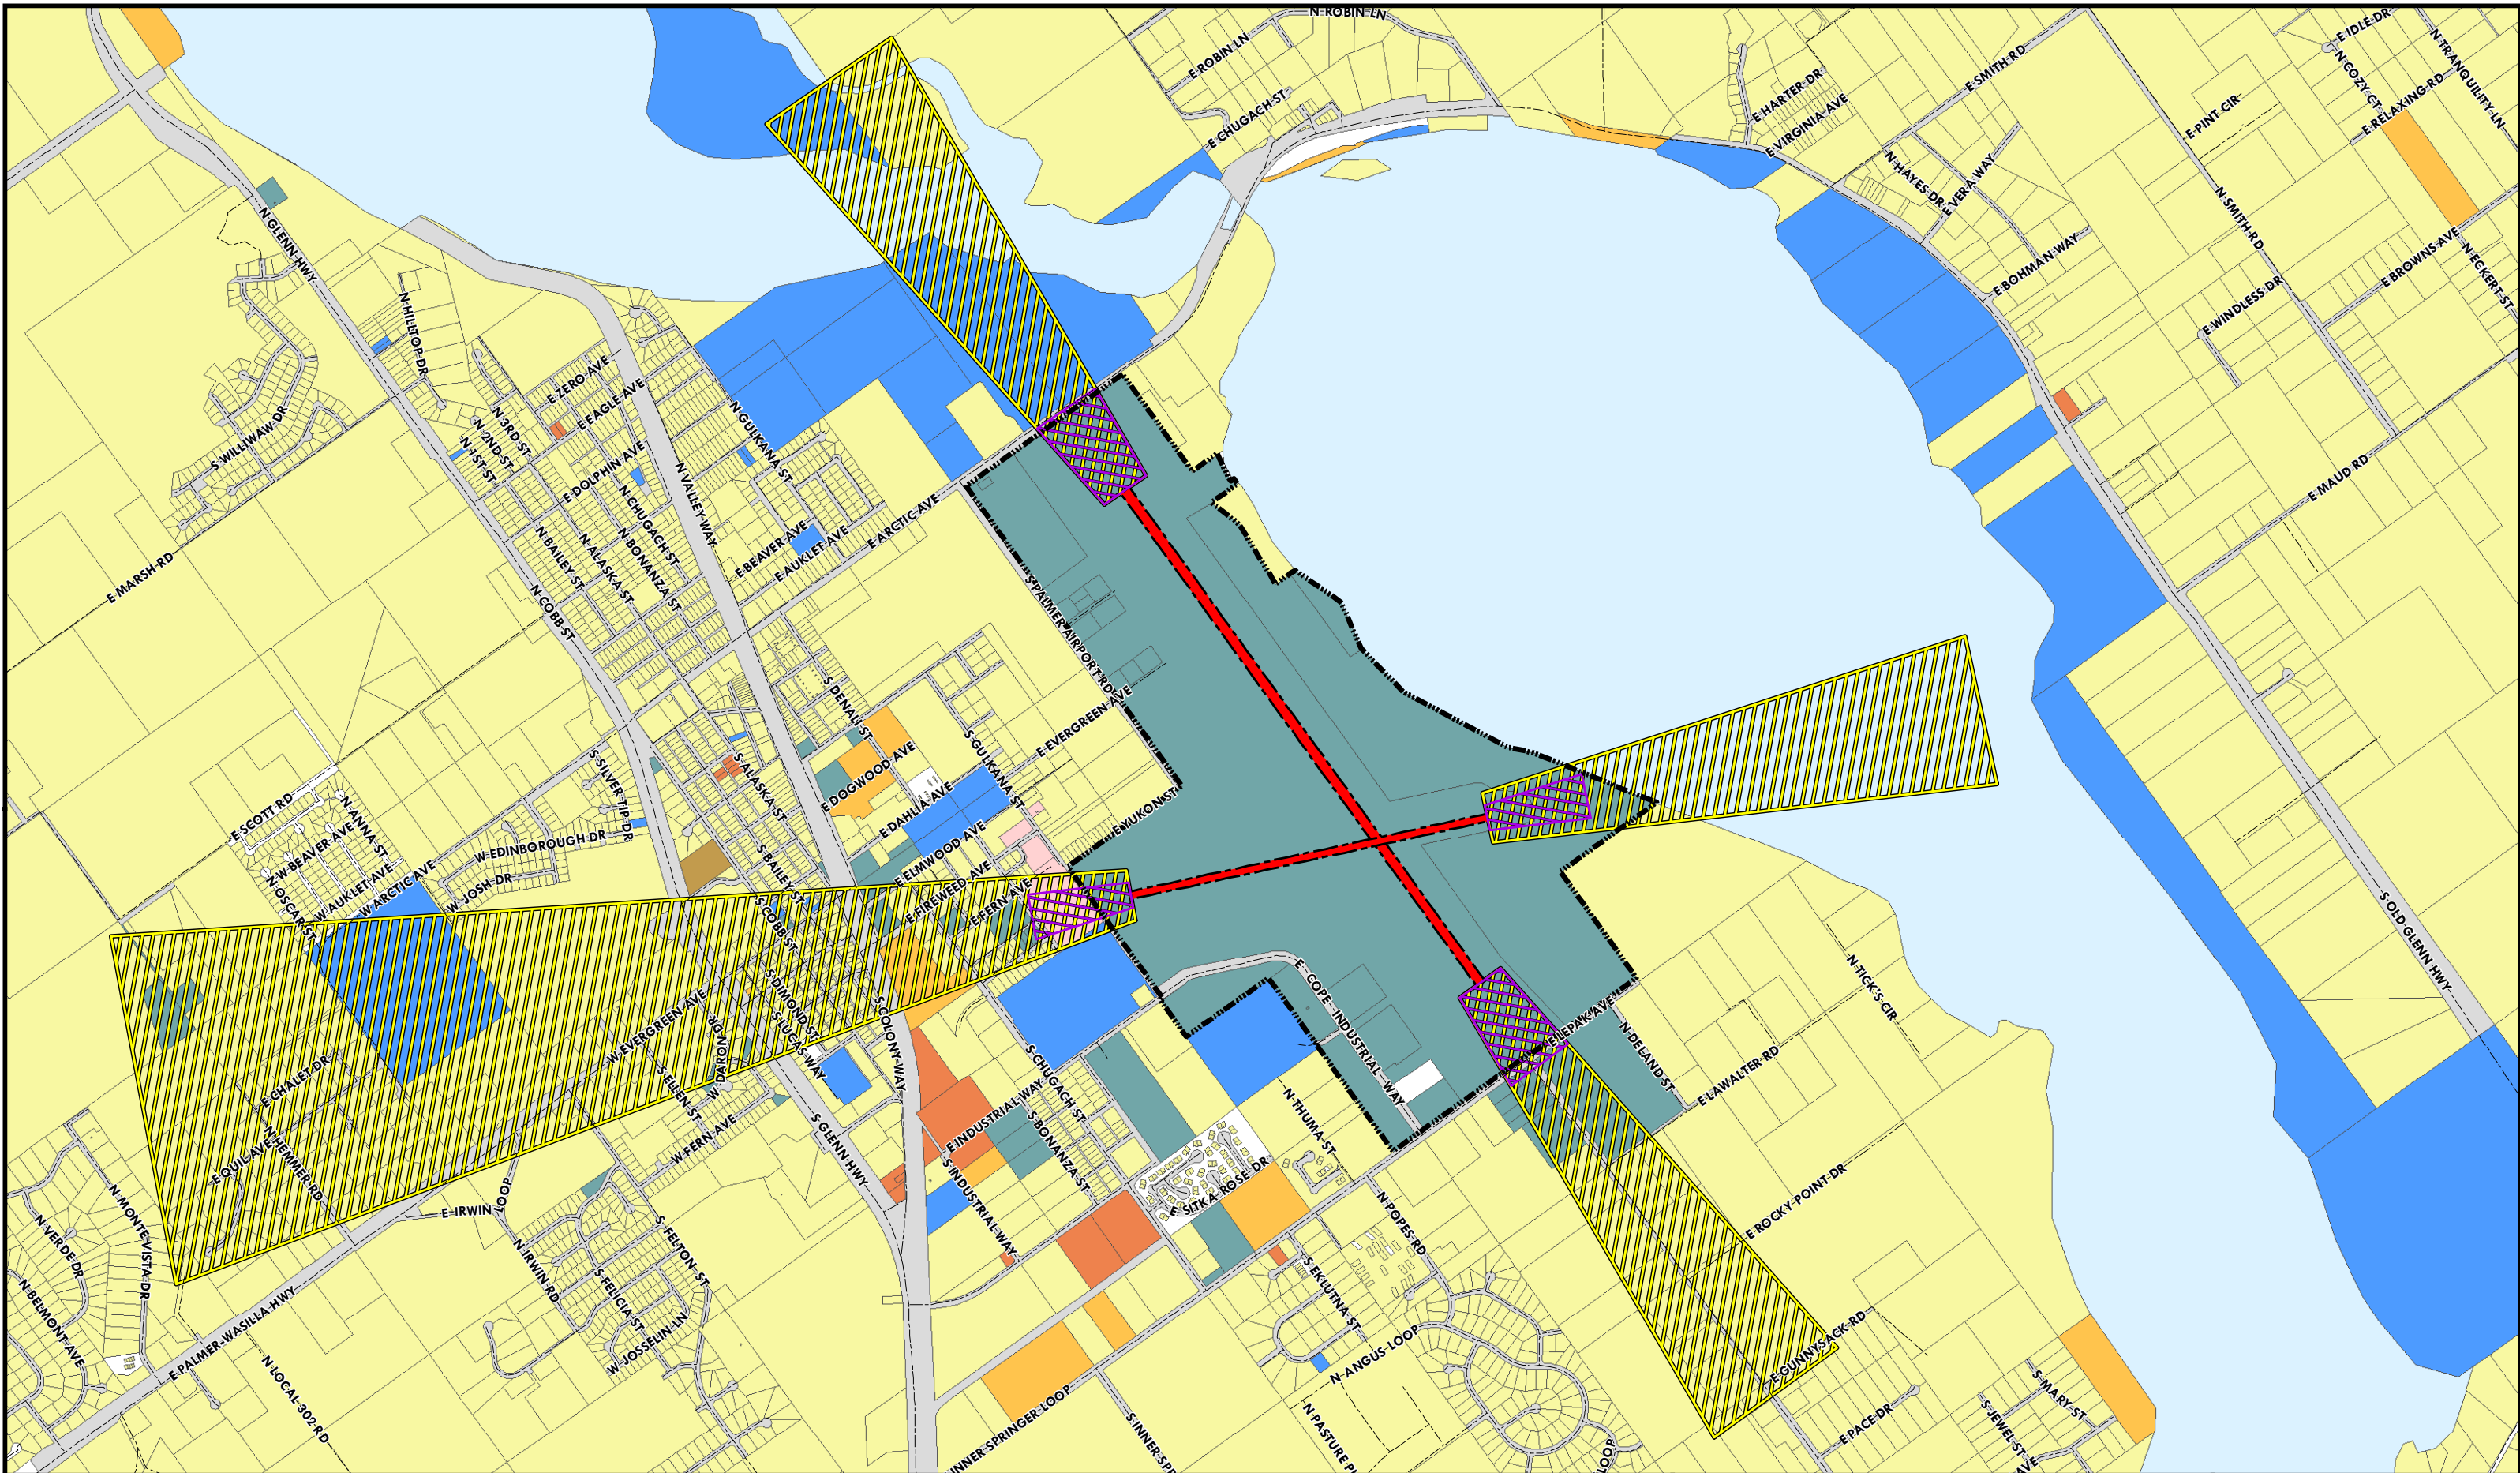 N ROBIN LN
E ROBIN LN
E CHUGACH ST
E HARTER DR
E VIRGINIA AVE
E SMITH RD
E IDLE DR
N COZY CT
N TRANQUILITY LN
E RELAXING RD
E PINT CIR
N HAYES DR
E VERA WAY
N SMITH RD
E BOHMAN WAY
E BROWNS AVE
N ECKERT ST
E WINDLESS DR
E MAUD RD
N GLENN HWY
N HILLTOP DR
S WILLIWAW DR
E ZERO AVE
E EAGLE AVE
N 3RD ST
N 2ND ST
N 1ST ST
E DOLPHIN AVE
N GULKANA ST
N VALLEY WAY
N CHUGACH ST
N BONANZA ST
N ALASKA ST
N BAILEY ST
E BEAVER AVE
E AUKLET AVE
E ARCTIC AVE
E MARSH RD
N COBB ST
S PALMER AIRPORT RD
S DENALI ST
E EVERGREEN AVE
S GULKANA ST
E DOGWOOD AVE
E DAHLIA AVE
E YUKON ST
E ELMWOOD AVE
E FIREWEED AVE
E FERN AVE
S SILVER TIP DR
S ALASKA ST
S BAILEY ST
S COBB ST
E SCOTT RD
N ANNA ST
W BEAVER AVE
W AUKLET AVE
W ARCTIC AVE
N OSCAR ST
W EDINBOROUGH DR
W JOSH DR
S DIMOND ST
S LUCAS WAY
S COLONY WAY
W EVERGREEN AVE
W DARON DR
E CHALET DR
E QUIL AVE
N HEMMER RD
S ELLEN ST
W FERN AVE
S GLENN HWY
E IRWIN LOOP
N IRWIN RD
S FELTON ST
S FELICIA ST
W JOSSELIN LN
N MONTE VISTA DR
N VERDE DR
N BELMONT AVE
E PALMER-WASILLA HWY
N LOCAL 302 RD
E INDUSTRIAL WAY
S INDUSTRIAL WAY
S CHUGACH ST
S BONANZA ST
E COPE INDUSTRIAL WAY
N THUMA ST
E SITKA ROSE DR
N POPES RD
S EKLUTNA ST
N ANGUS LOOP
INNER SPRINGER LOOP
S INNER SPR
N PASTURE P
LOOP
E LEPAK AVE
N DELAND ST
E LAWALTER RD
N TICK'S CIR
E ROCKY POINT DR
E GUNNYSACK RD
E PACE DR
S MARY ST
S JEWEL ST
AVE
S OLD GLENN HWY